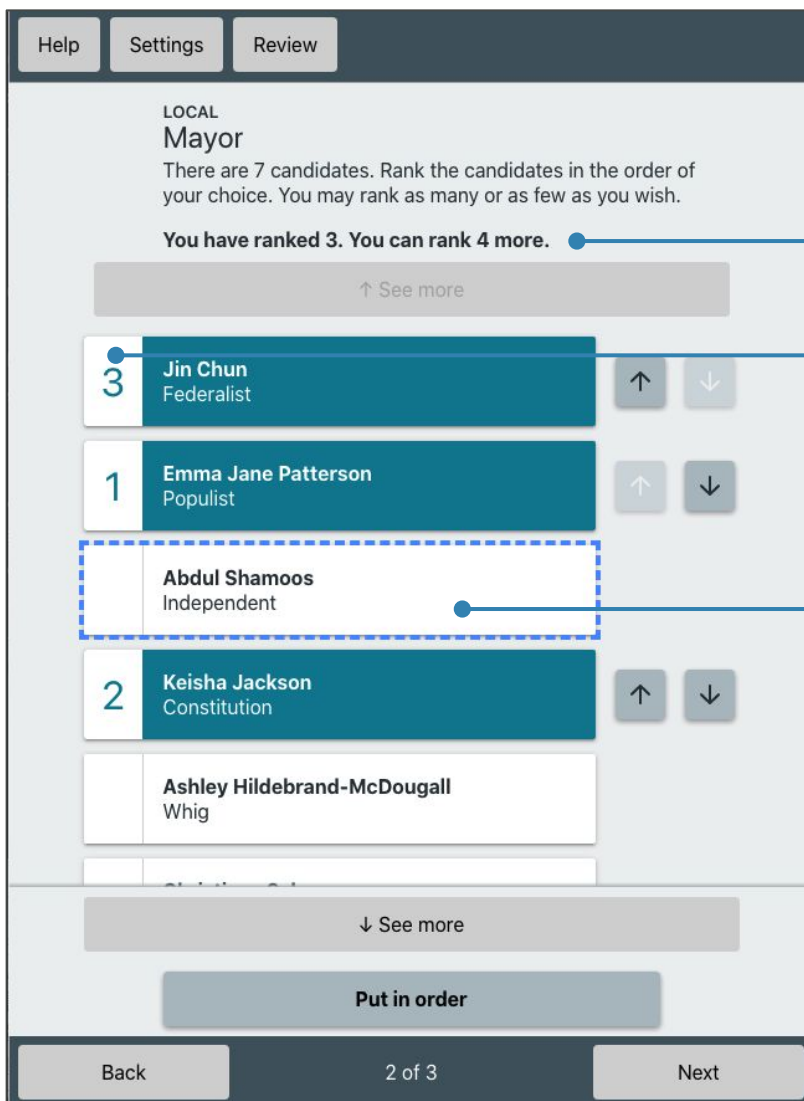 Help Settings Review
LOCAL
Mayor
There are 7 candidates. Rank the candidates in the order of
your choice. You may rank as many or as few as you wish.
You have ranked 3. You can rank 4 more.
↑ See more
3 Jin Chun
Federalist
↑ ↓
1 Emma Jane Patterson
Populist
↑ ↓
Abdul Shamoos
Independent
2 Keisha Jackson
Constitution
↑ ↓
Ashley Hildebrand-McDougall
Whig
↓ See more
Put in order
Back 2 of 3 Next